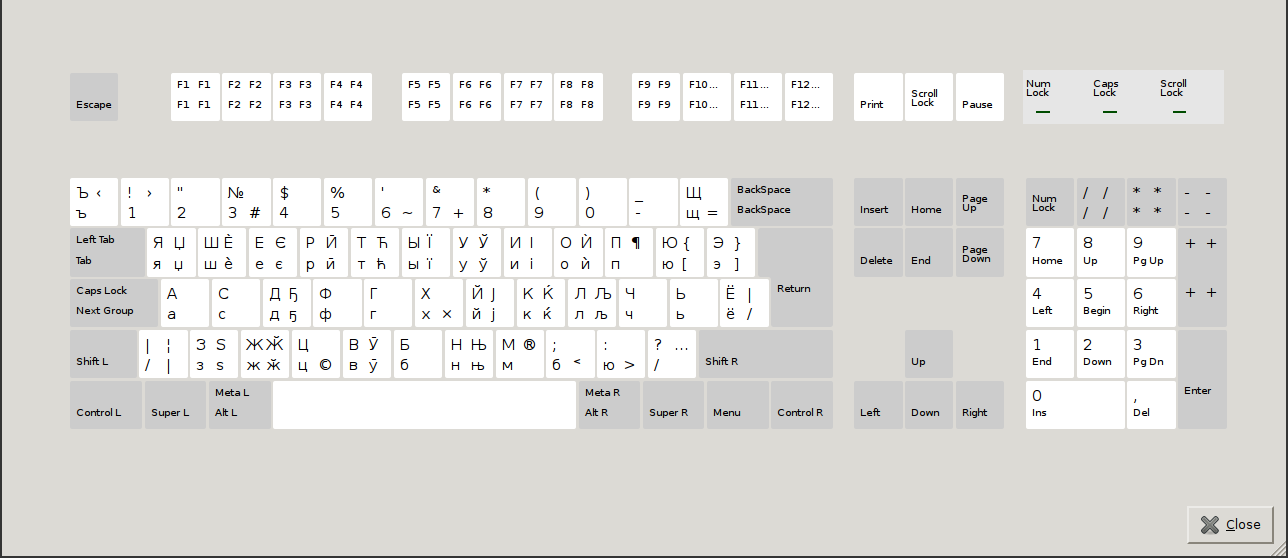 Escape F1 F1 F2 F2 F3 F3 F4 F4 F5 F5 F6 F6 F7 F7 F8 F8 F9 F9 F10... F11... F12... Print Scroll Lock Pause Num Lock Caps Lock Scroll Lock
F1 F1 F2 F2 F3 F3 F4 F4 F5 F5 F6 F6 F7 F7 F8 F8 F9 F9 F10... F11... F12...
Ъ ‹ ! › " № $ % ' & * ( ) _ Щ BackSpace Insert Home Page Up Num Lock / / * * - -
ъ 1 2 3 # 4 5 6 ~ 7 + 8 9 0 - щ = BackSpace / / * * - -
Left Tab Я Џ Ш Ѐ Е Є Р Ӣ Т Ћ Ы Ї У Ў И І О Ѝ П ¶ Ю { Э } Return Delete End Page Down 7 8 9 + +
Tab я џ ш ѐ е є р ӣ т ћ ы ї у ў и і о ѝ п ю [ э ] Home Up Pg Up
Caps Lock А С Д Ђ Ф Г Х Й Ј К Ќ Л Љ Ч Ь Ё | 4 5 6 + +
Next Group а с д ђ ф г х × й ј к ќ л љ ч ь ё / Left Begin Right
Shift L | ¦ З Ѕ Ж Ӂ Ц В Ӯ Б Н Њ М ® ; : ? … Shift R Up 1 2 3 Enter
/ | з ѕ ж ӂ ц © в ӯ б н њ м б < ю > / End Down Pg Dn
Control L Super L Meta L Meta R Super R Menu Control R Left Down Right 0 ,
Alt L Alt R Ins Del
Close